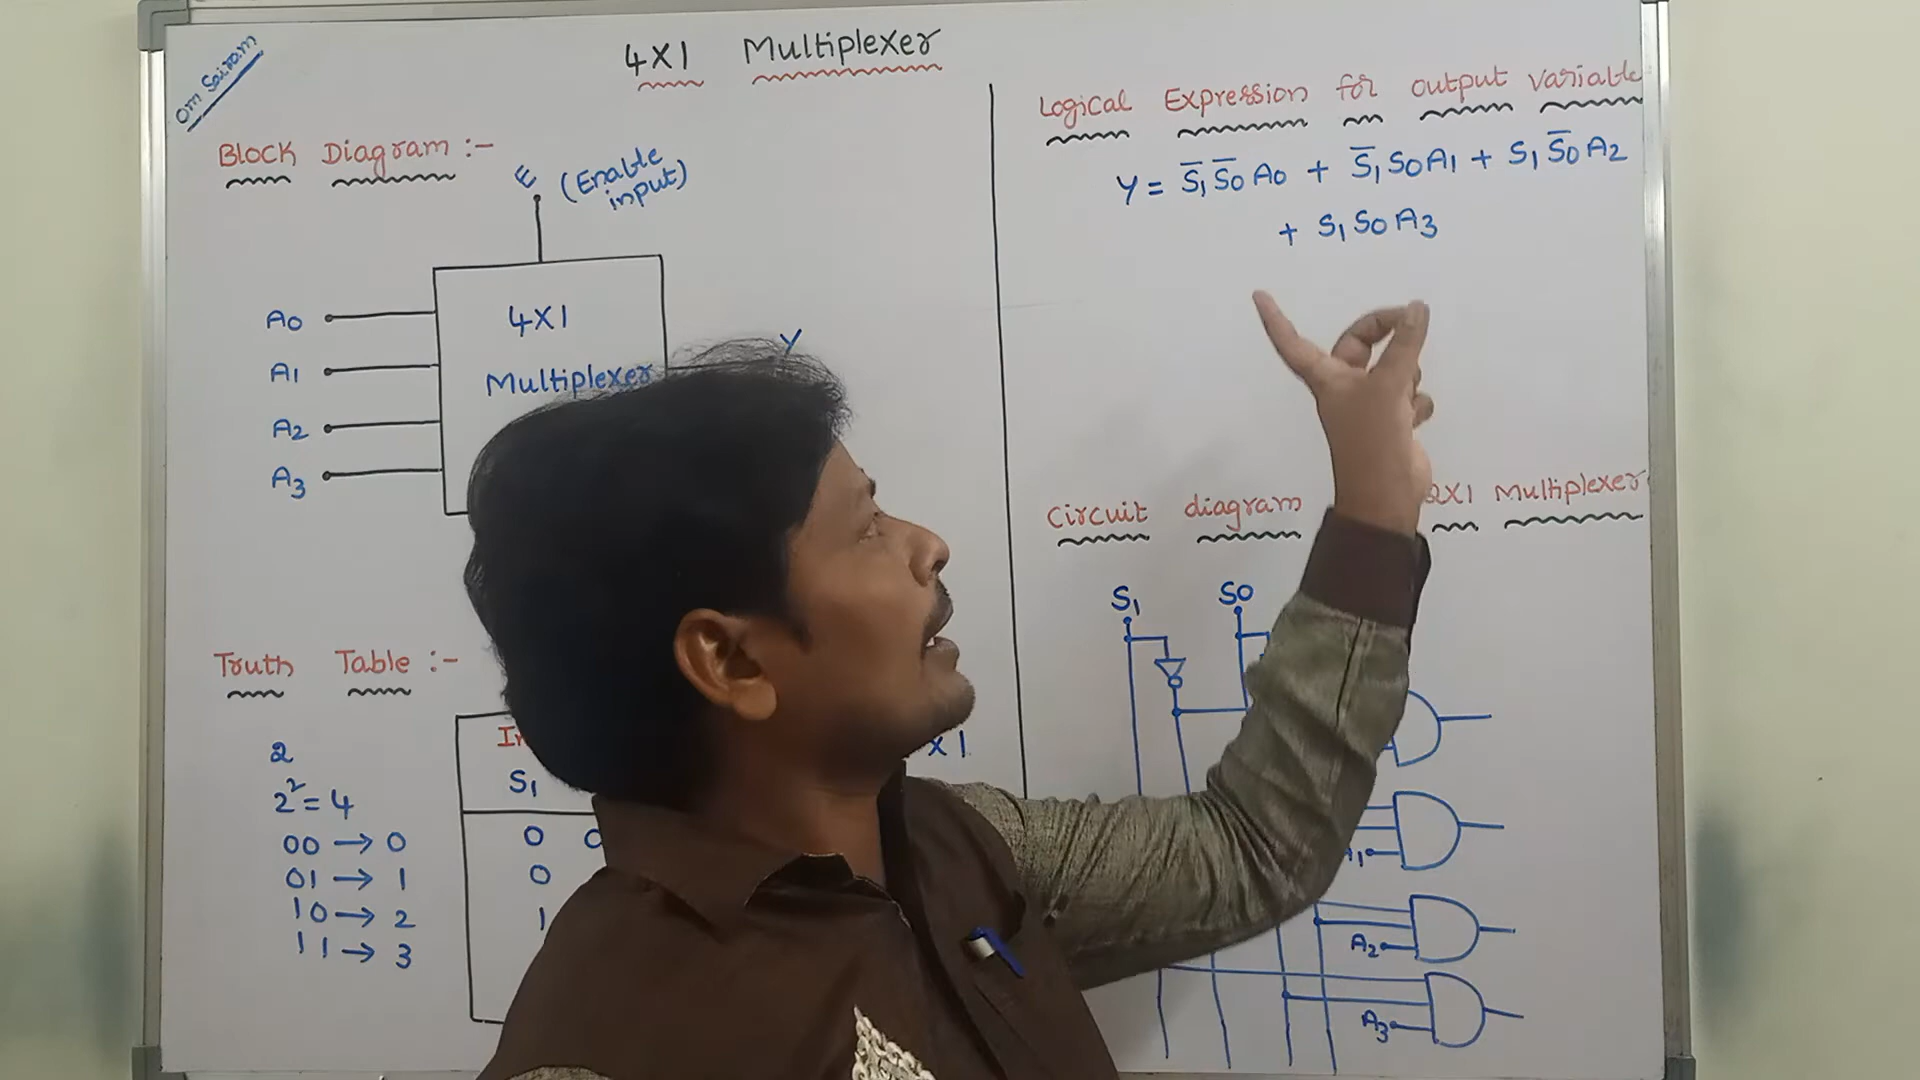 Om Sairam
4X1 Multiplexer
Block Diagram :-
E (Enable
input)
A0
A1
A2
A3
4X1
Multiplexer
Y
Truth Table :-
2
2² = 4
00 → 0
01 → 1
10 → 2
11 → 3
S1
0 0
0
1
x 1
Logical Expression for output variable
Y = S̅1 S̅0 A0 + S̅1 S0 A1 + S1 S̅0 A2
+ S1 S0 A3
Circuit diagram 2X1 Multiplexer
S1 S0
A2
A3